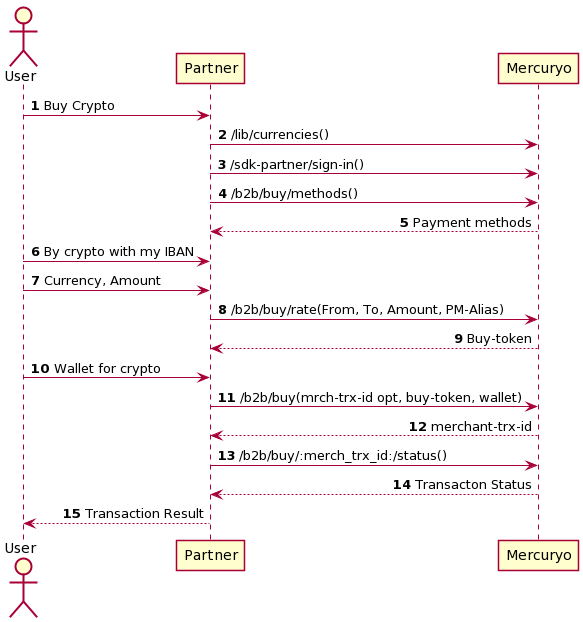 User
Partner
Mercuryo
1 Buy Crypto
2 /lib/currencies()
3 /sdk-partner/sign-in()
4 /b2b/buy/methods()
5 Payment methods
6 By crypto with my IBAN
7 Currency, Amount
8 /b2b/buy/rate(From, To, Amount, PM-Alias)
9 Buy-token
10 Wallet for crypto
11 /b2b/buy(mrch-trx-id opt, buy-token, wallet)
12 merchant-trx-id
13 /b2b/buy/:merch_trx_id:/status()
14 Transacton Status
15 Transaction Result
User
Partner
Mercuryo